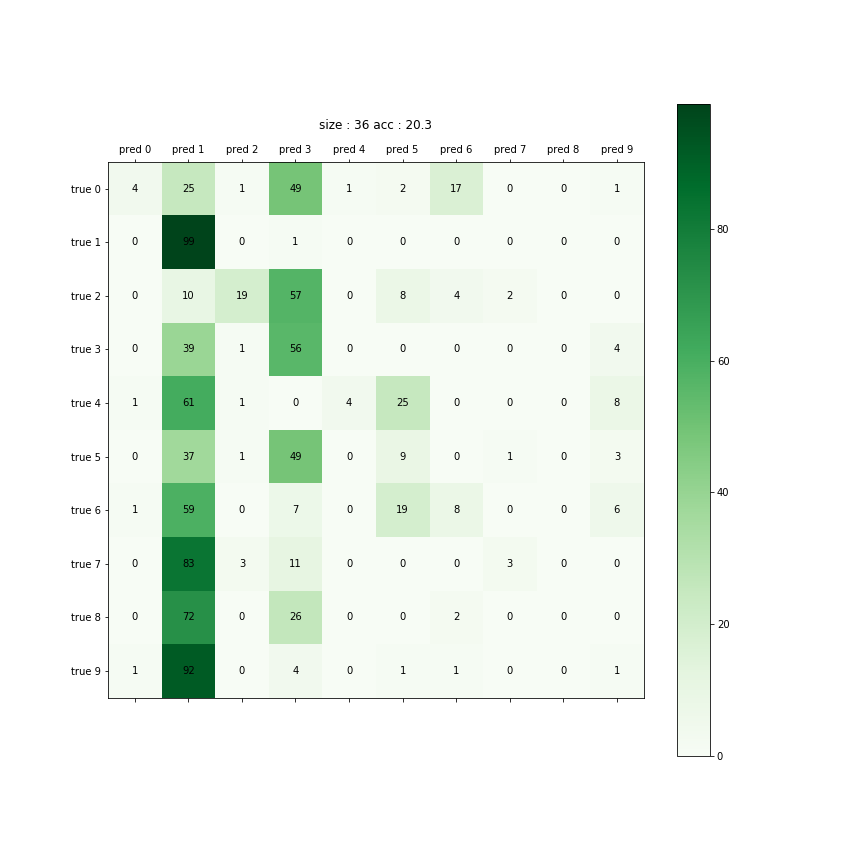 size : 36 acc : 20.3
pred 0 pred 1 pred 2 pred 3 pred 4 pred 5 pred 6 pred 7 pred 8 pred 9
true 0 4 25 1 49 1 2 17 0 0 1
true 1 0 99 0 1 0 0 0 0 0 0
true 2 0 10 19 57 0 8 4 2 0 0
true 3 0 39 1 56 0 0 0 0 0 4
true 4 1 61 1 0 4 25 0 0 0 8
true 5 0 37 1 49 0 9 0 1 0 3
true 6 1 59 0 7 0 19 8 0 0 6
true 7 0 83 3 11 0 0 0 3 0 0
true 8 0 72 0 26 0 0 2 0 0 0
true 9 1 92 0 4 0 1 1 0 0 1
80
60
40
20
0